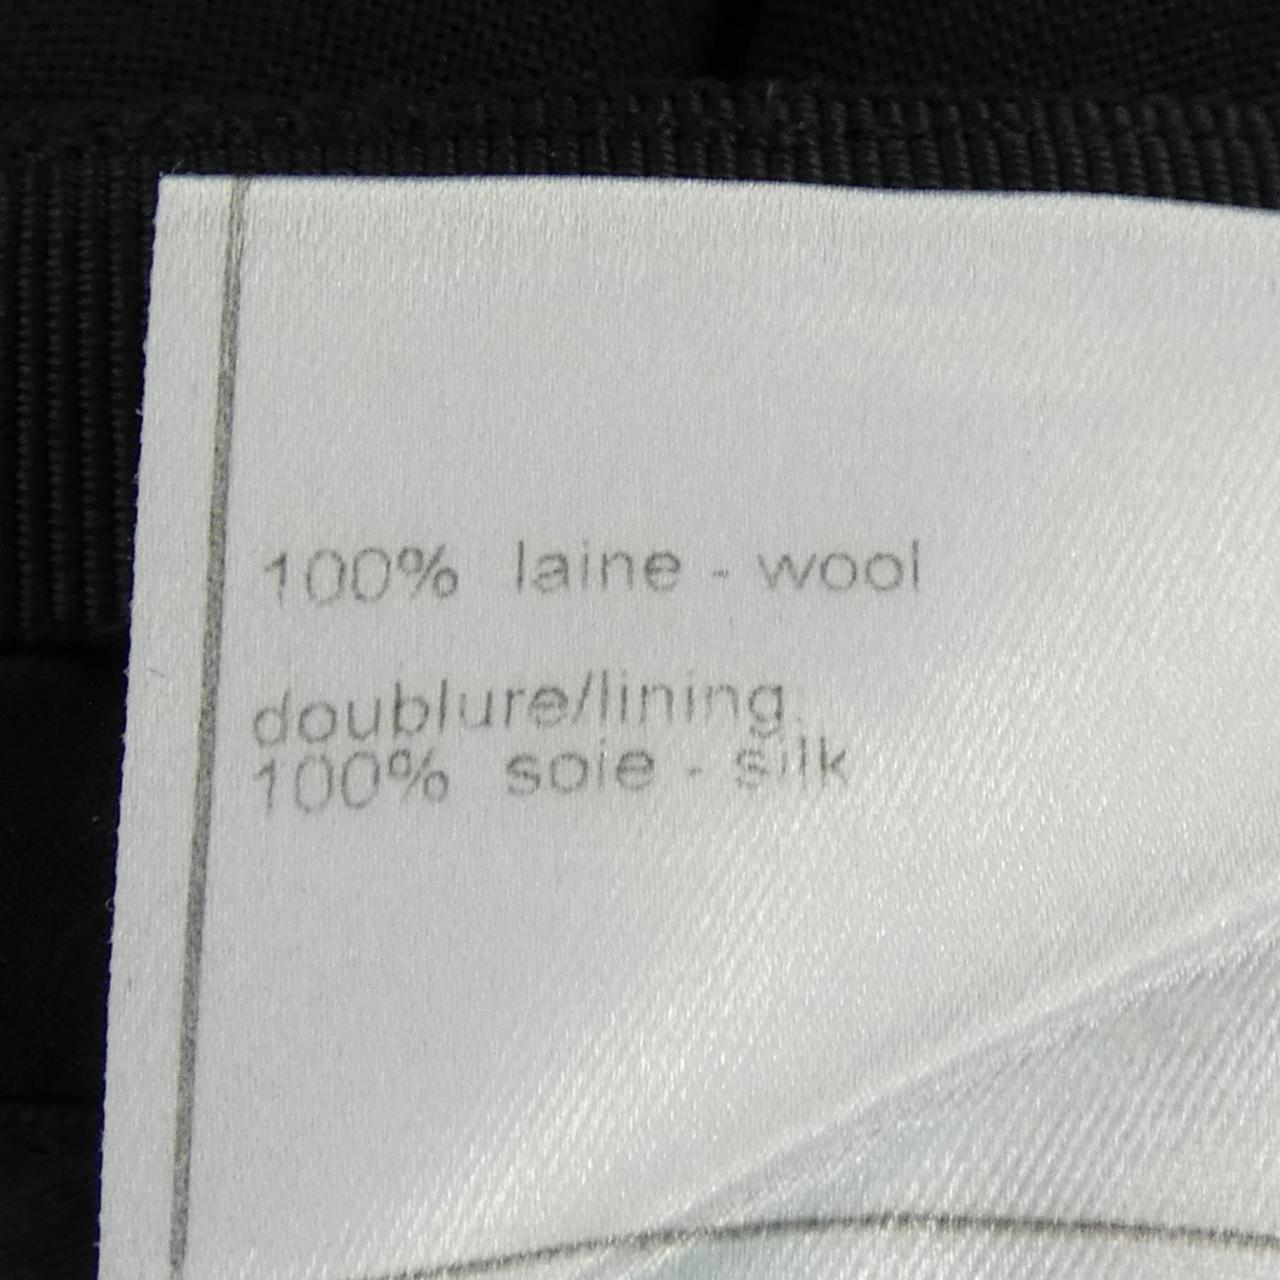 100% laine - wool
doublure/lining
100% soie - silk